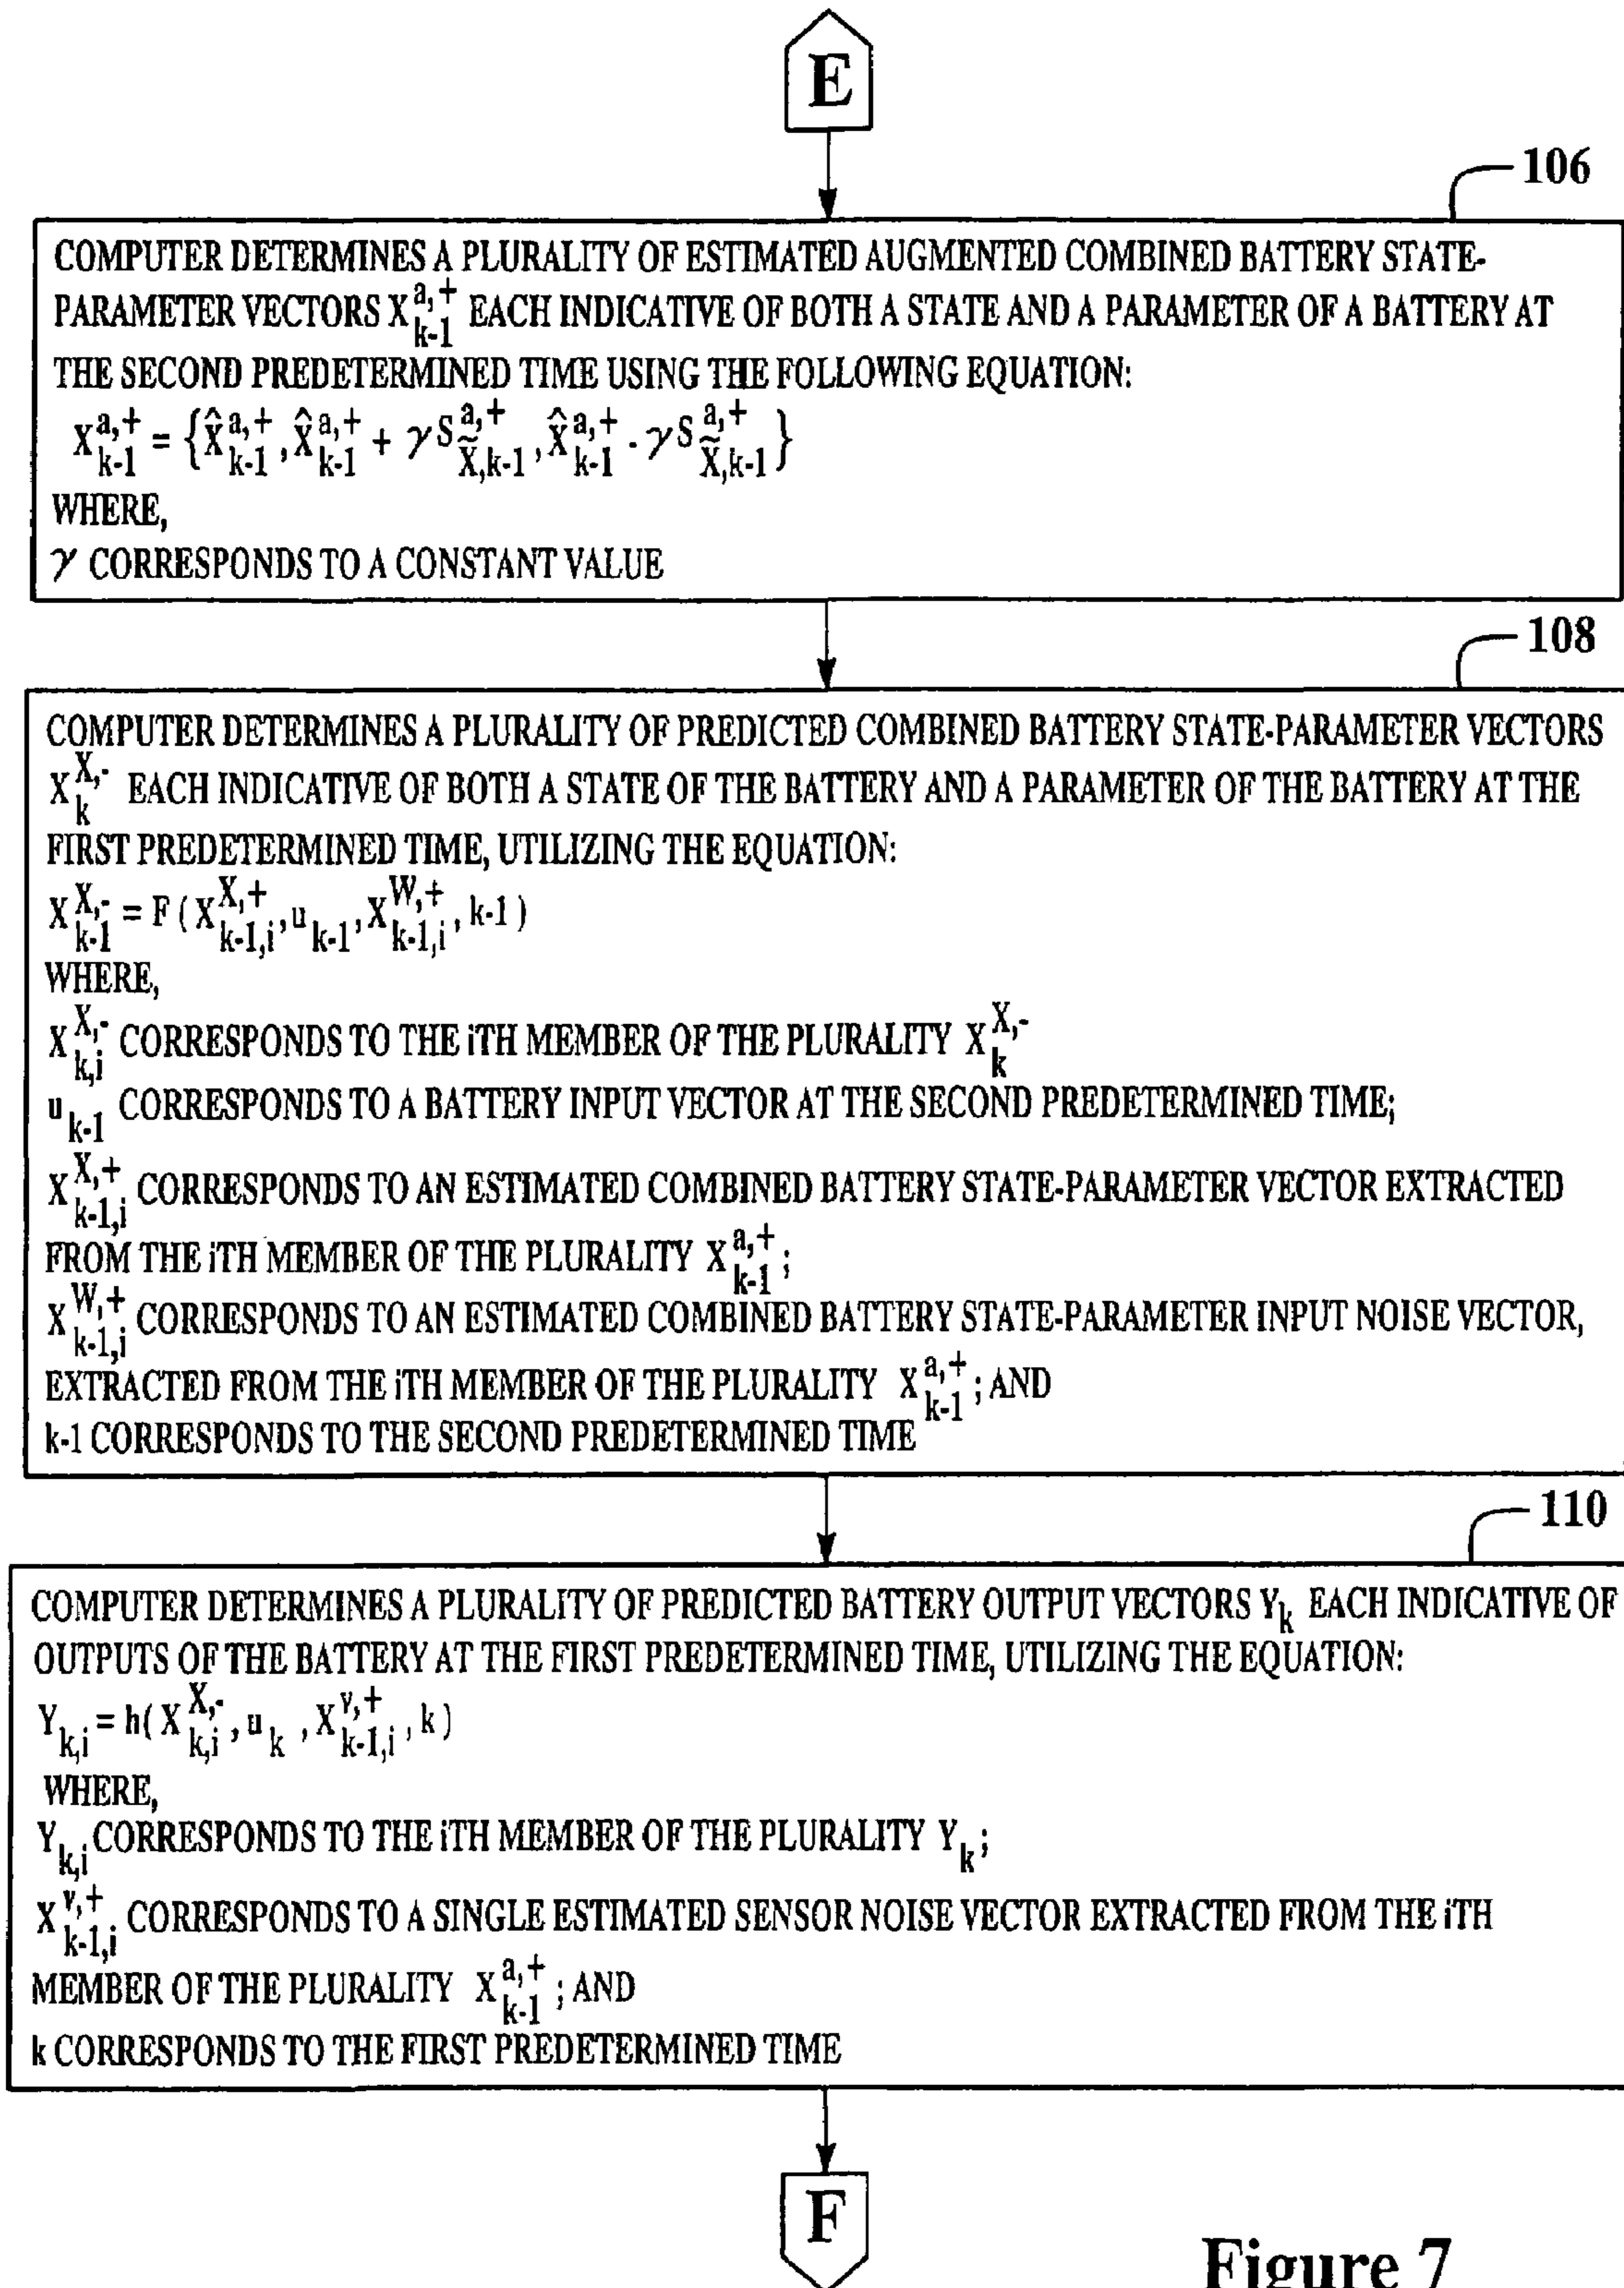 E
106
COMPUTER DETERMINES A PLURALITY OF ESTIMATED AUGMENTED COMBINED BATTERY STATE-
PARAMETER VECTORS X^{a,+}_{k-1} EACH INDICATIVE OF BOTH A STATE AND A PARAMETER OF A BATTERY AT
THE SECOND PREDETERMINED TIME USING THE FOLLOWING EQUATION:
X^{a,+}_{k-1} = { X̂^{a,+}_{k-1} , X̂^{a,+}_{k-1} + γ S^{a,+}_{X̃,k-1} , X̂^{a,+}_{k-1} - γ S^{a,+}_{X̃,k-1} }
WHERE,
γ CORRESPONDS TO A CONSTANT VALUE
108
COMPUTER DETERMINES A PLURALITY OF PREDICTED COMBINED BATTERY STATE-PARAMETER VECTORS
X^{X,-}_{k} EACH INDICATIVE OF BOTH A STATE OF THE BATTERY AND A PARAMETER OF THE BATTERY AT THE
FIRST PREDETERMINED TIME, UTILIZING THE EQUATION:
X^{X,-}_{k-1} = F ( X^{X,+}_{k-1,i} , u_{k-1} , X^{W,+}_{k-1,i} , k-1 )
WHERE,
X^{X,-}_{k,i} CORRESPONDS TO THE iTH MEMBER OF THE PLURALITY X^{X,-}_{k}
u_{k-1} CORRESPONDS TO A BATTERY INPUT VECTOR AT THE SECOND PREDETERMINED TIME;
X^{X,+}_{k-1,i} CORRESPONDS TO AN ESTIMATED COMBINED BATTERY STATE-PARAMETER VECTOR EXTRACTED
FROM THE iTH MEMBER OF THE PLURALITY X^{a,+}_{k-1} ;
X^{W,+}_{k-1,i} CORRESPONDS TO AN ESTIMATED COMBINED BATTERY STATE-PARAMETER INPUT NOISE VECTOR,
EXTRACTED FROM THE iTH MEMBER OF THE PLURALITY X^{a,+}_{k-1} ; AND
k-1 CORRESPONDS TO THE SECOND PREDETERMINED TIME
110
COMPUTER DETERMINES A PLURALITY OF PREDICTED BATTERY OUTPUT VECTORS Y_k EACH INDICATIVE OF
OUTPUTS OF THE BATTERY AT THE FIRST PREDETERMINED TIME, UTILIZING THE EQUATION:
Y_{k,i} = h( X^{X,-}_{k,i} , u_k , X^{v,+}_{k-1,i} , k )
WHERE,
Y_{k,i} CORRESPONDS TO THE iTH MEMBER OF THE PLURALITY Y_k ;
X^{v,+}_{k-1,i} CORRESPONDS TO A SINGLE ESTIMATED SENSOR NOISE VECTOR EXTRACTED FROM THE iTH
MEMBER OF THE PLURALITY X^{a,+}_{k-1} ; AND
k CORRESPONDS TO THE FIRST PREDETERMINED TIME
F
Figure 7